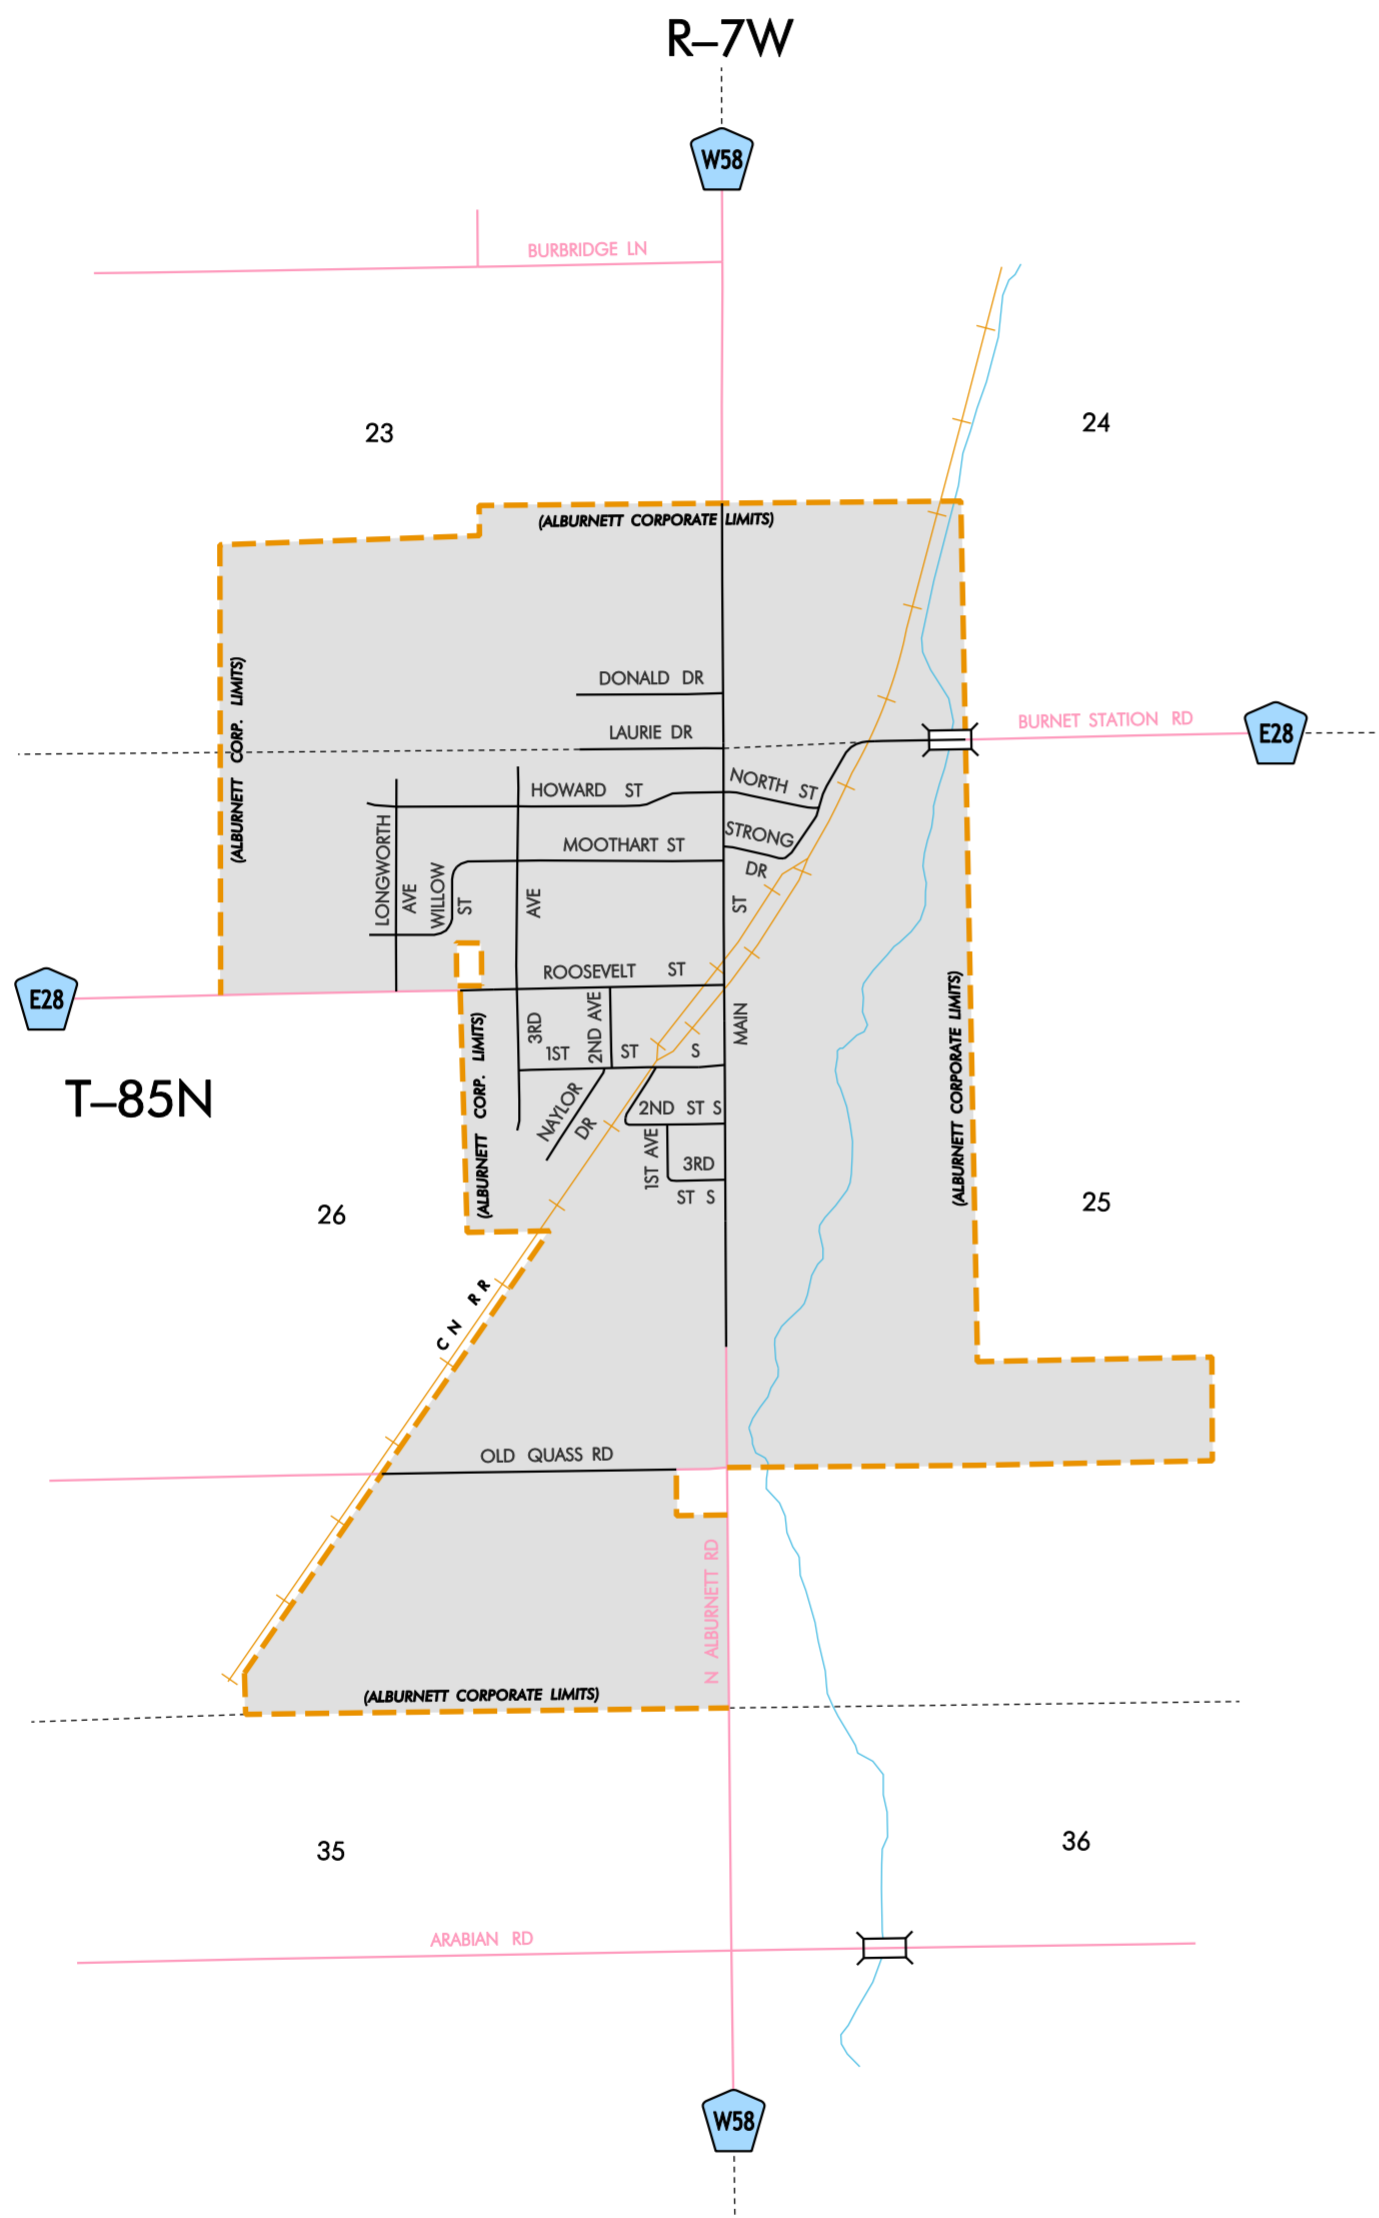 R–7W
W58
BURBRIDGE LN
23
24
(ALBURNETT CORPORATE LIMITS)
(ALBURNETT CORP. LIMITS)
DONALD DR
LAURIE DR
BURNET STATION RD
E28
HOWARD ST
NORTH ST
STRONG DR
MOOTHART ST
LONGWORTH AVE
WILLOW ST
3RD AVE
MAIN ST
E28
ROOSEVELT ST
2ND AVE
1ST ST S
(ALBURNETT CORP. LIMITS)
(ALBURNETT CORPORATE LIMITS)
T–85N
NAYLOR DR
2ND ST S
1ST AVE
3RD ST S
26
25
CN RR
OLD QUASS RD
N ALBURNETT RD
(ALBURNETT CORPORATE LIMITS)
35
36
ARABIAN RD
W58